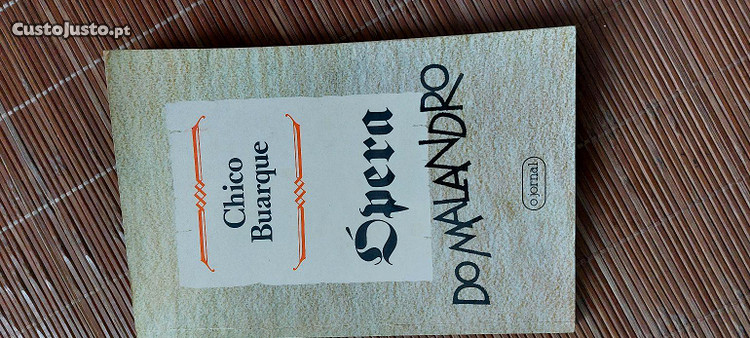 CustoJusto.pt
Chico
Buarque
Ópera
DO MALANDRO
o jornal